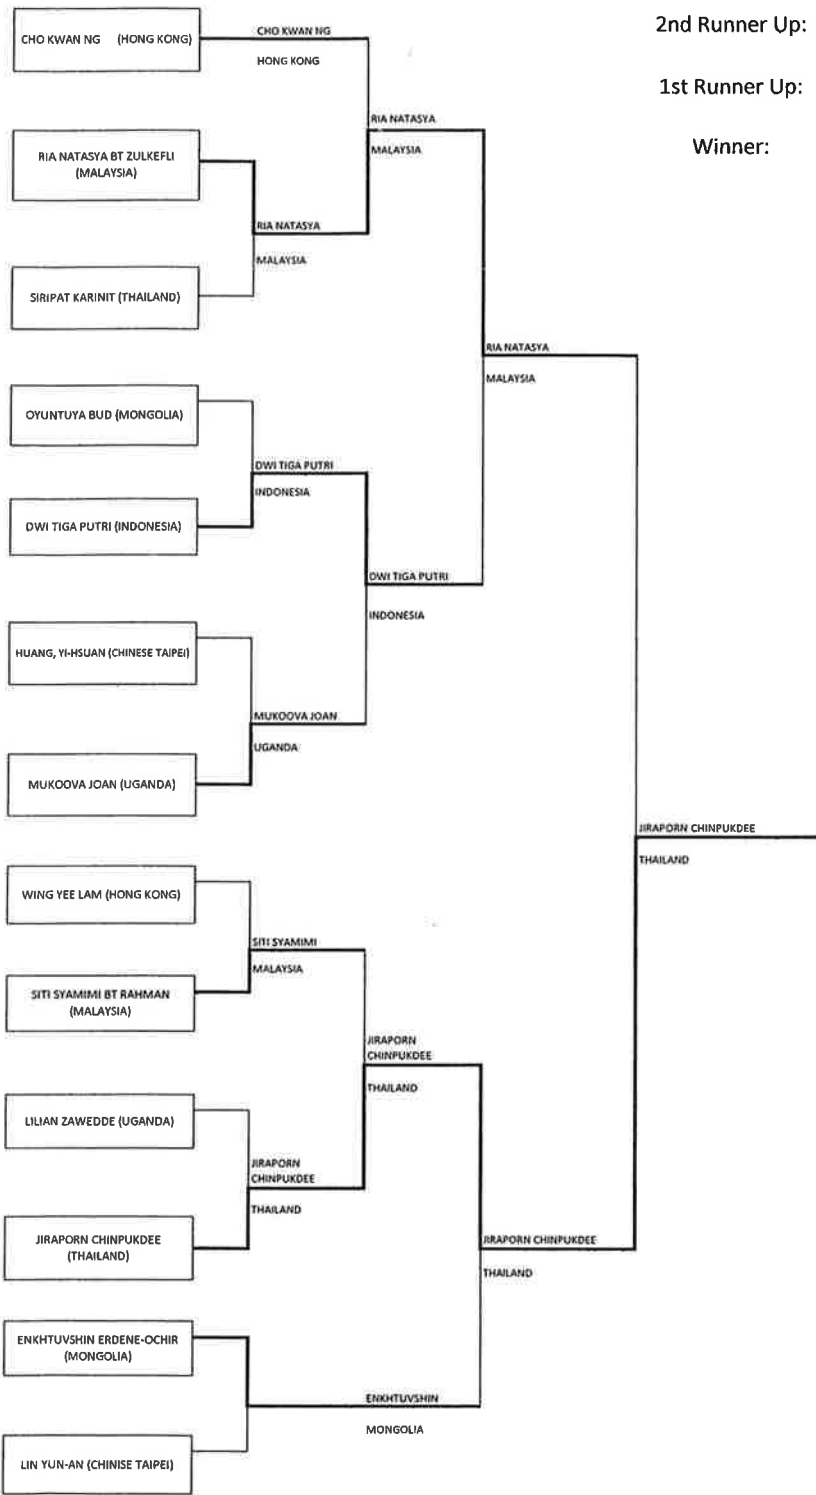 2nd Runner Up:
1st Runner Up:
Winner:
CHO KWAN NG (HONG KONG)
CHO KWAN NG
HONG KONG
RIA NATASYA
MALAYSIA
RIA NATASYA BT ZULKEFLI
(MALAYSIA)
RIA NATASYA
MALAYSIA
SIRIPAT KARINIT (THAILAND)
RIA NATASYA
MALAYSIA
OYUNTUYA BUD (MONGOLIA)
DWI TIGA PUTRI
INDONESIA
DWI TIGA PUTRI (INDONESIA)
DWI TIGA PUTRI
INDONESIA
HUANG, YI-HSUAN (CHINESE TAIPEI)
MUKOOVA JOAN
UGANDA
MUKOOVA JOAN (UGANDA)
JIRAPORN CHINPUKDEE
THAILAND
WING YEE LAM (HONG KONG)
SITI SYAMIMI
MALAYSIA
SITI SYAMIMI BT RAHMAN
(MALAYSIA)
JIRAPORN
CHINPUKDEE
THAILAND
LILIAN ZAWEDDE (UGANDA)
JIRAPORN
CHINPUKDEE
THAILAND
JIRAPORN CHINPUKDEE
(THAILAND)
JIRAPORN CHINPUKDEE
THAILAND
ENKHTUVSHIN ERDENE-OCHIR
(MONGOLIA)
ENKHTUVSHIN
MONGOLIA
LIN YUN-AN (CHINISE TAIPEI)